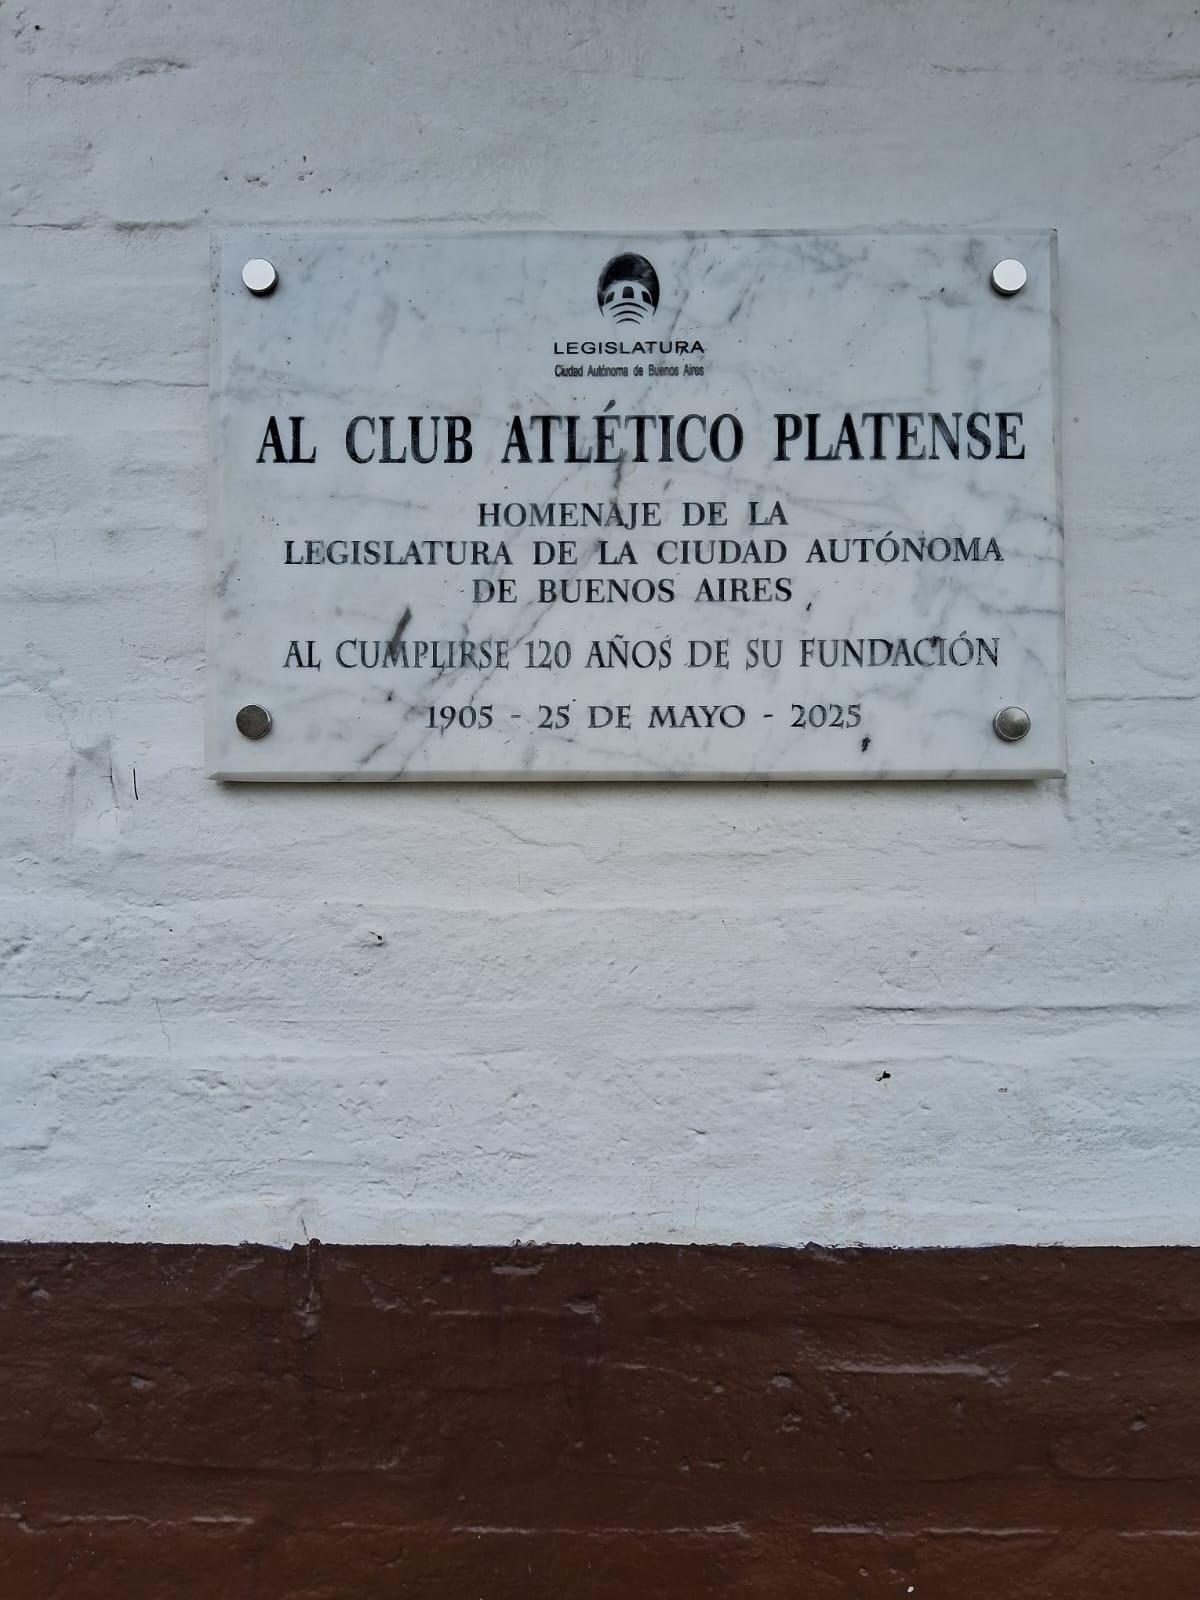 LEGISLATURA
Ciudad Autónoma de Buenos Aires
AL CLUB ATLÉTICO PLATENSE
HOMENAJE DE LA
LEGISLATURA DE LA CIUDAD AUTÓNOMA
DE BUENOS AIRES
AL CUMPLIRSE 120 AÑOS DE SU FUNDACIÓN
1905 - 25 DE MAYO - 2025